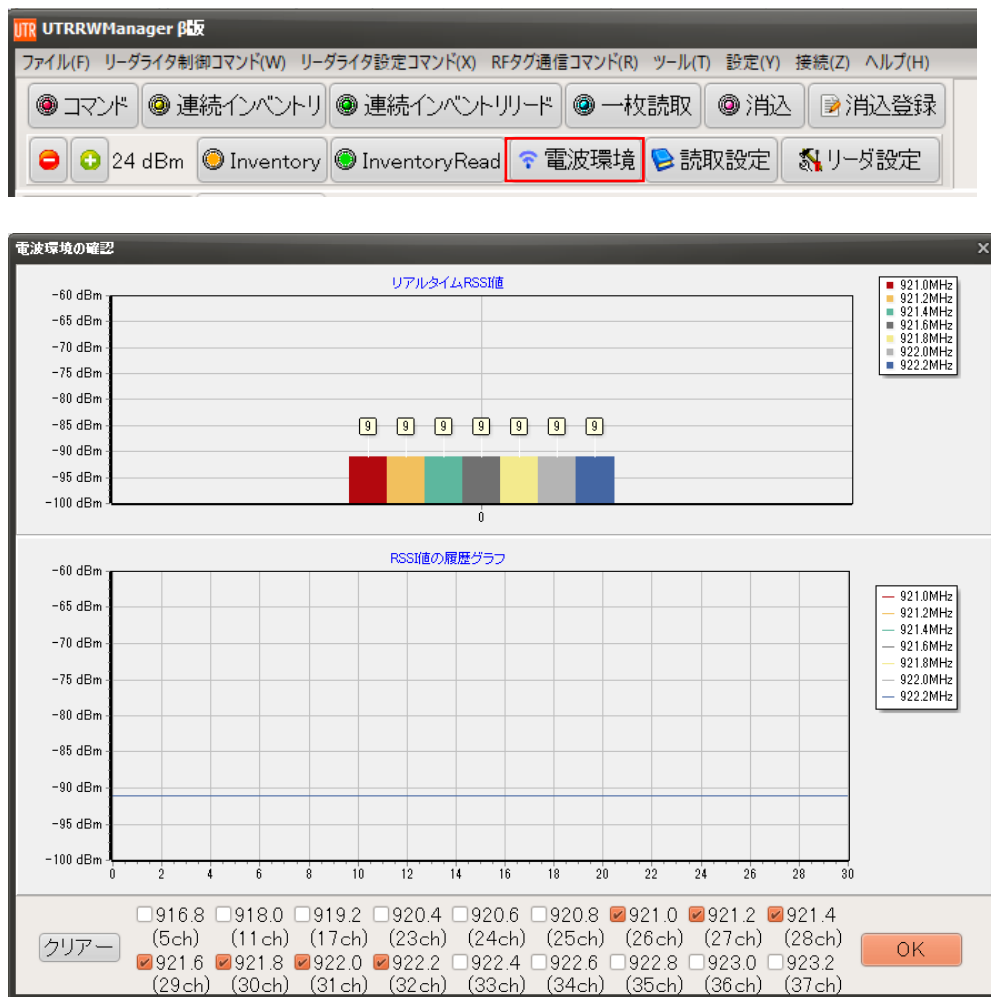 UTR UTRRWManager β版
ファイル(F) リーダライタ制御コマンド(W) リーダライタ設定コマンド(X) RFタグ通信コマンド(R) ツール(T) 設定(Y) 接続(Z) ヘルプ(H)
コマンド 連続インベントリ 連続インベントリリード 一枚読取 消込 消込登録
24 dBm Inventory InventoryRead 電波環境 読取設定 リーダ設定
電波環境の確認 ×
リアルタイムRSSI値
-60 dBm
-65 dBm
-70 dBm
-75 dBm
-80 dBm
-85 dBm
-90 dBm
-95 dBm
-100 dBm
9 9 9 9 9 9 9
0
921.0MHz
921.2MHz
921.4MHz
921.6MHz
921.8MHz
922.0MHz
922.2MHz
RSSI値の履歴グラフ
-60 dBm
-65 dBm
-70 dBm
-75 dBm
-80 dBm
-85 dBm
-90 dBm
-95 dBm
-100 dBm
0 2 4 6 8 10 12 14 16 18 20 22 24 26 28 30
921.0MHz
921.2MHz
921.4MHz
921.6MHz
921.8MHz
922.0MHz
922.2MHz
クリアー
916.8 918.0 919.2 920.4 920.6 920.8 921.0 921.2 921.4
(5ch) (11ch) (17ch) (23ch) (24ch) (25ch) (26ch) (27ch) (28ch)
921.6 921.8 922.0 922.2 922.4 922.6 922.8 923.0 923.2
(29ch) (30ch) (31ch) (32ch) (33ch) (34ch) (35ch) (36ch) (37ch)
OK